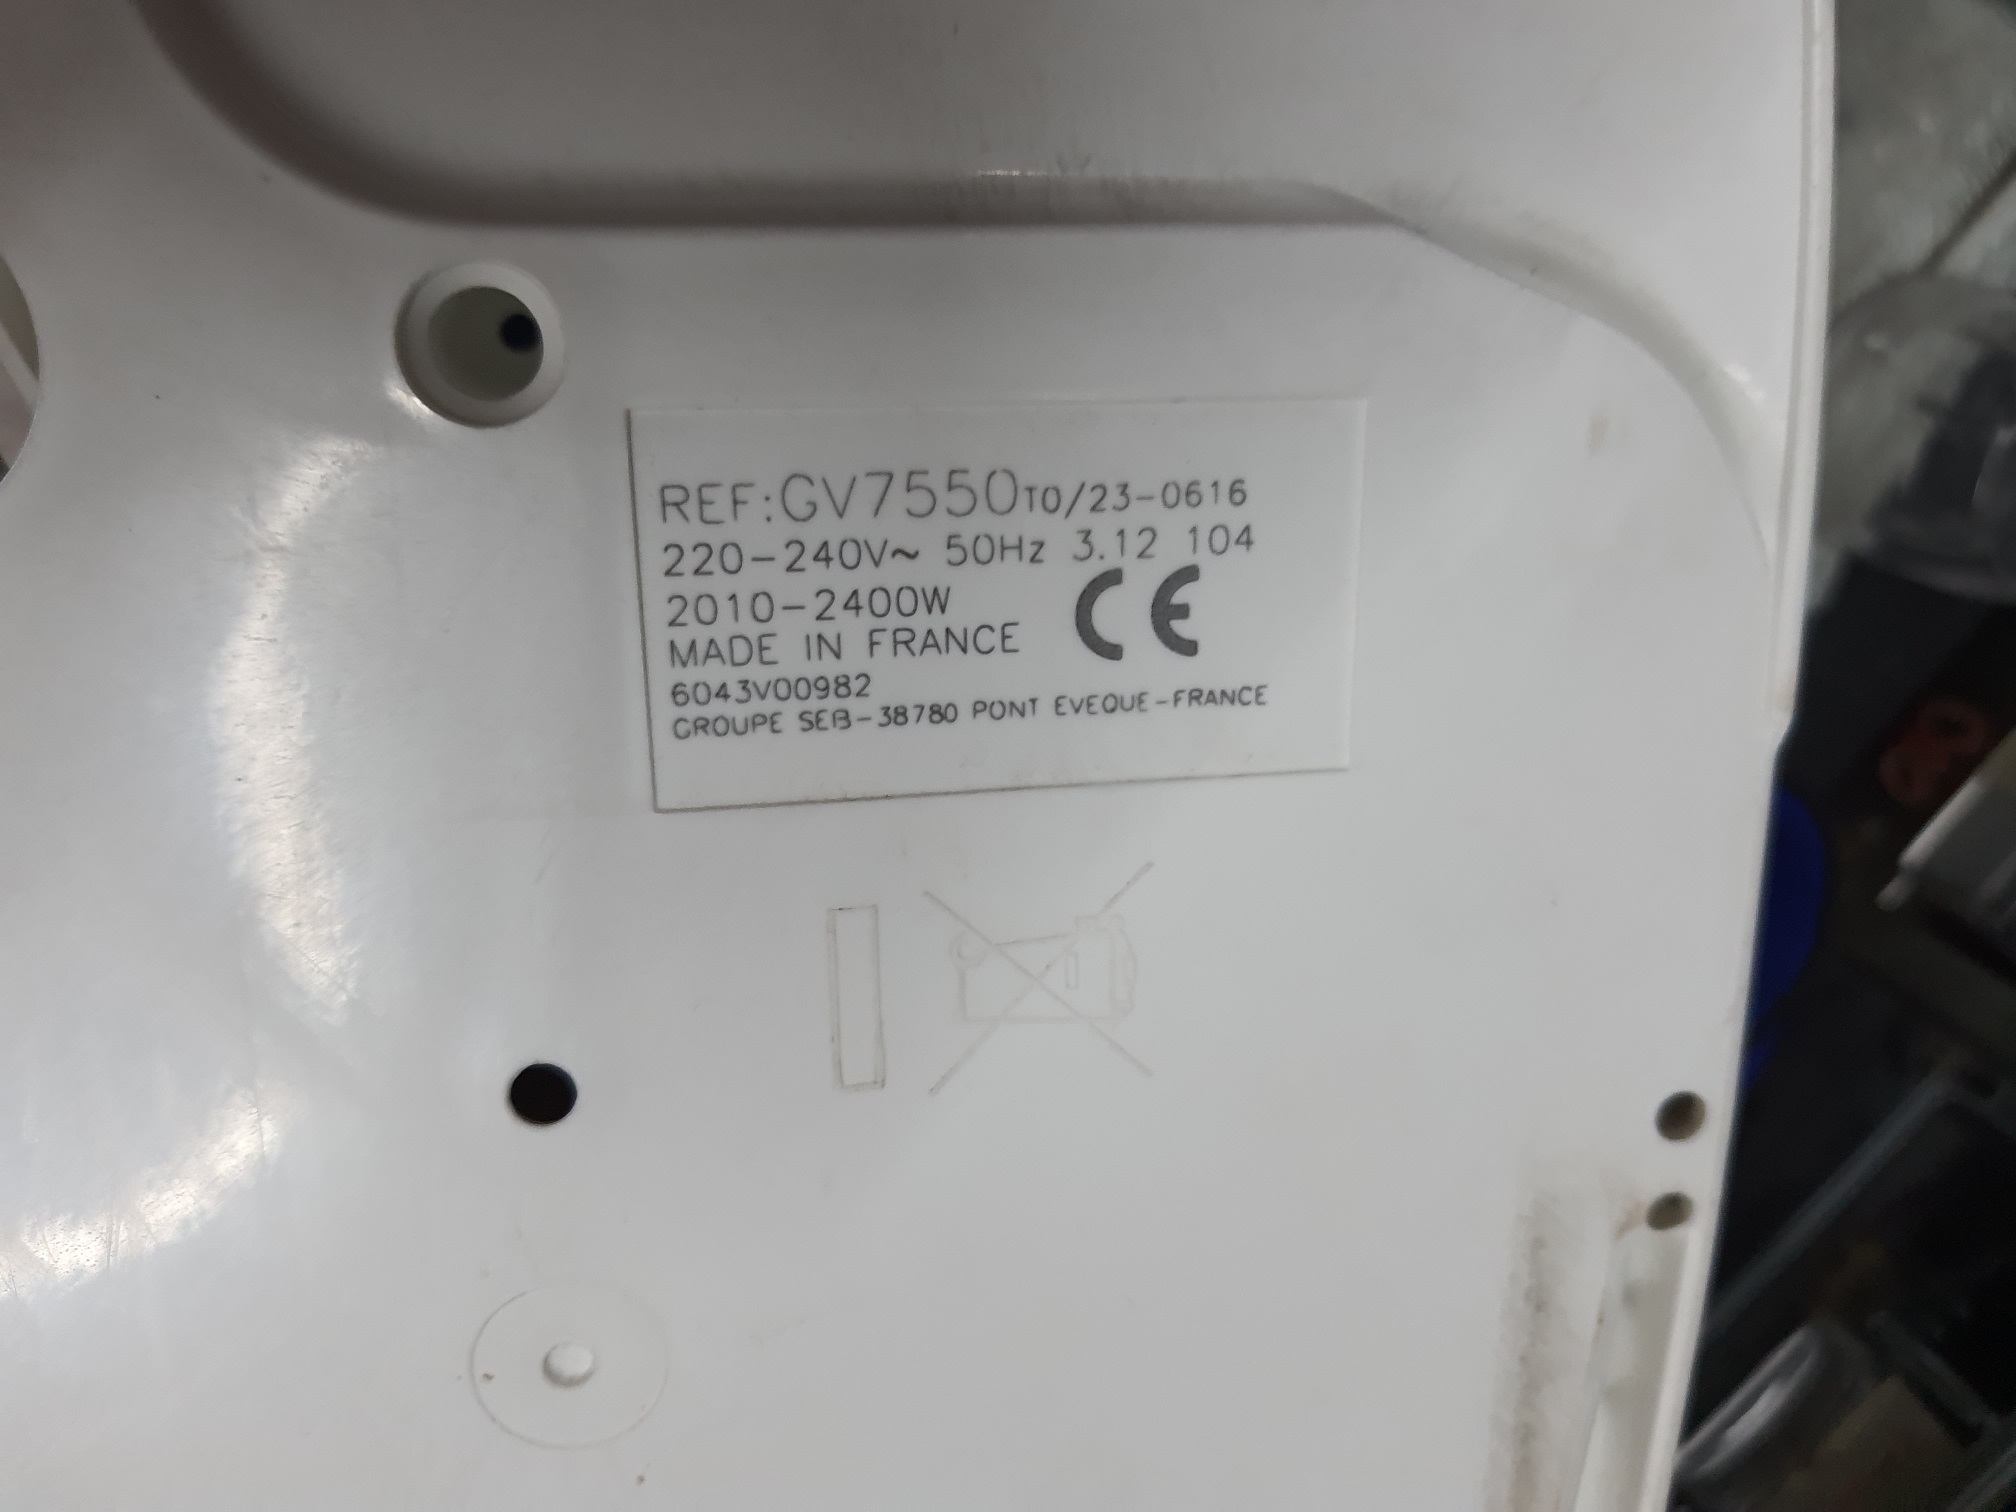 REF:GV7550T0/23-0616
220-240V~ 50Hz 3.12 104
2010-2400W
MADE IN FRANCE CE
6043V00982
GROUPE SEB-38780 PONT EVEQUE-FRANCE